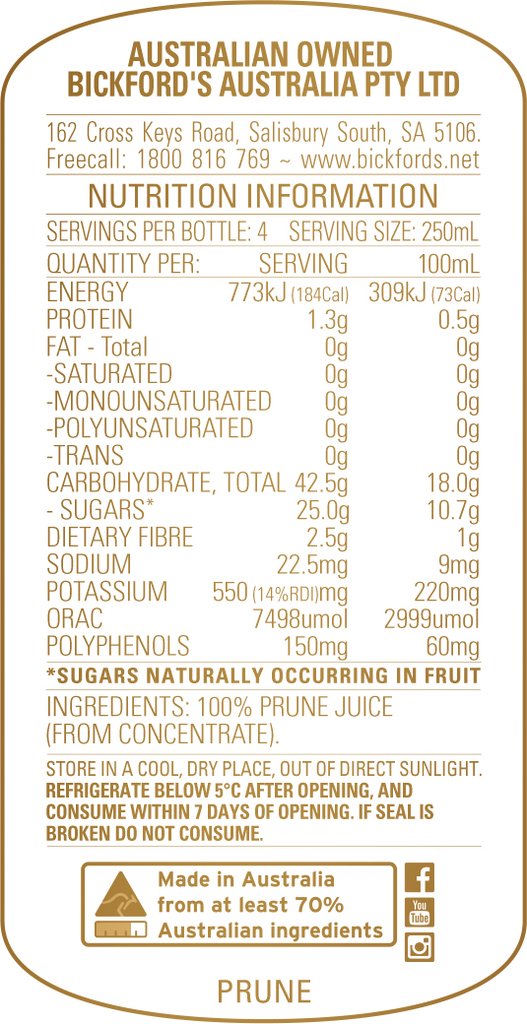 AUSTRALIAN OWNED
BICKFORD'S AUSTRALIA PTY LTD
162 Cross Keys Road, Salisbury South, SA 5106.
Freecall: 1800 816 769 ~ www.bickfords.net
NUTRITION INFORMATION
SERVINGS PER BOTTLE: 4 SERVING SIZE: 250mL
QUANTITY PER: SERVING 100mL
ENERGY 773kJ (184Cal) 309kJ (73Cal)
PROTEIN 1.3g 0.5g
FAT - Total 0g 0g
-SATURATED 0g 0g
-MONOUNSATURATED 0g 0g
-POLYUNSATURATED 0g 0g
-TRANS 0g 0g
CARBOHYDRATE, TOTAL 42.5g 18.0g
- SUGARS* 25.0g 10.7g
DIETARY FIBRE 2.5g 1g
SODIUM 22.5mg 9mg
POTASSIUM 550 (14%RDI)mg 220mg
ORAC 7498umol 2999umol
POLYPHENOLS 150mg 60mg
*SUGARS NATURALLY OCCURRING IN FRUIT
INGREDIENTS: 100% PRUNE JUICE
(FROM CONCENTRATE).
STORE IN A COOL, DRY PLACE, OUT OF DIRECT SUNLIGHT.
REFRIGERATE BELOW 5°C AFTER OPENING, AND
CONSUME WITHIN 7 DAYS OF OPENING. IF SEAL IS
BROKEN DO NOT CONSUME.
Made in Australia
from at least 70%
Australian ingredients
f
You
Tube
PRUNE